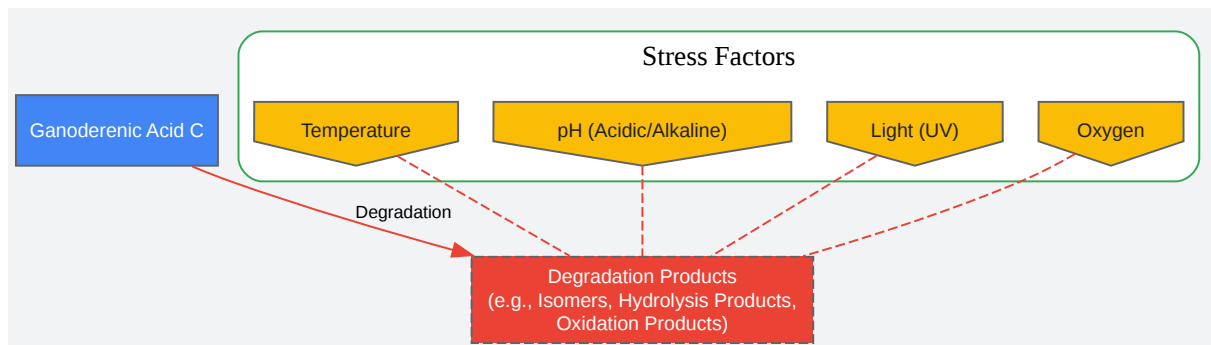 Stress Factors
Ganoderenic Acid C
Temperature
pH (Acidic/Alkaline)
Light (UV)
Oxygen
Degradation
Degradation Products
(e.g., Isomers, Hydrolysis Products,
Oxidation Products)